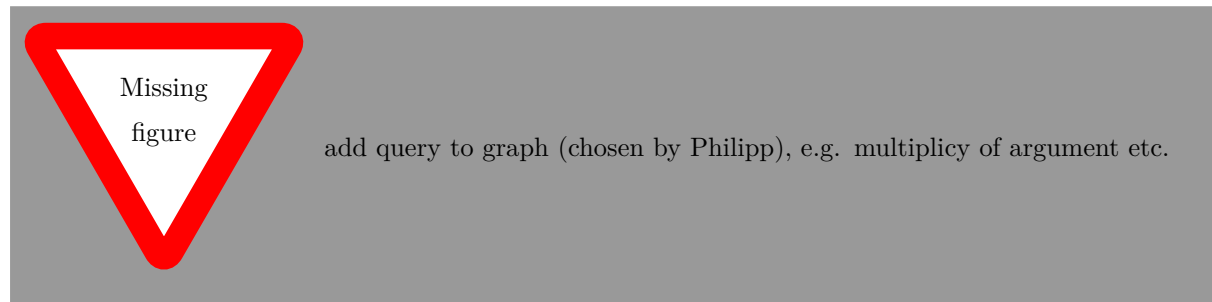 Missing
figure
add query to graph (chosen by Philipp), e.g. multiplicy of argument etc.